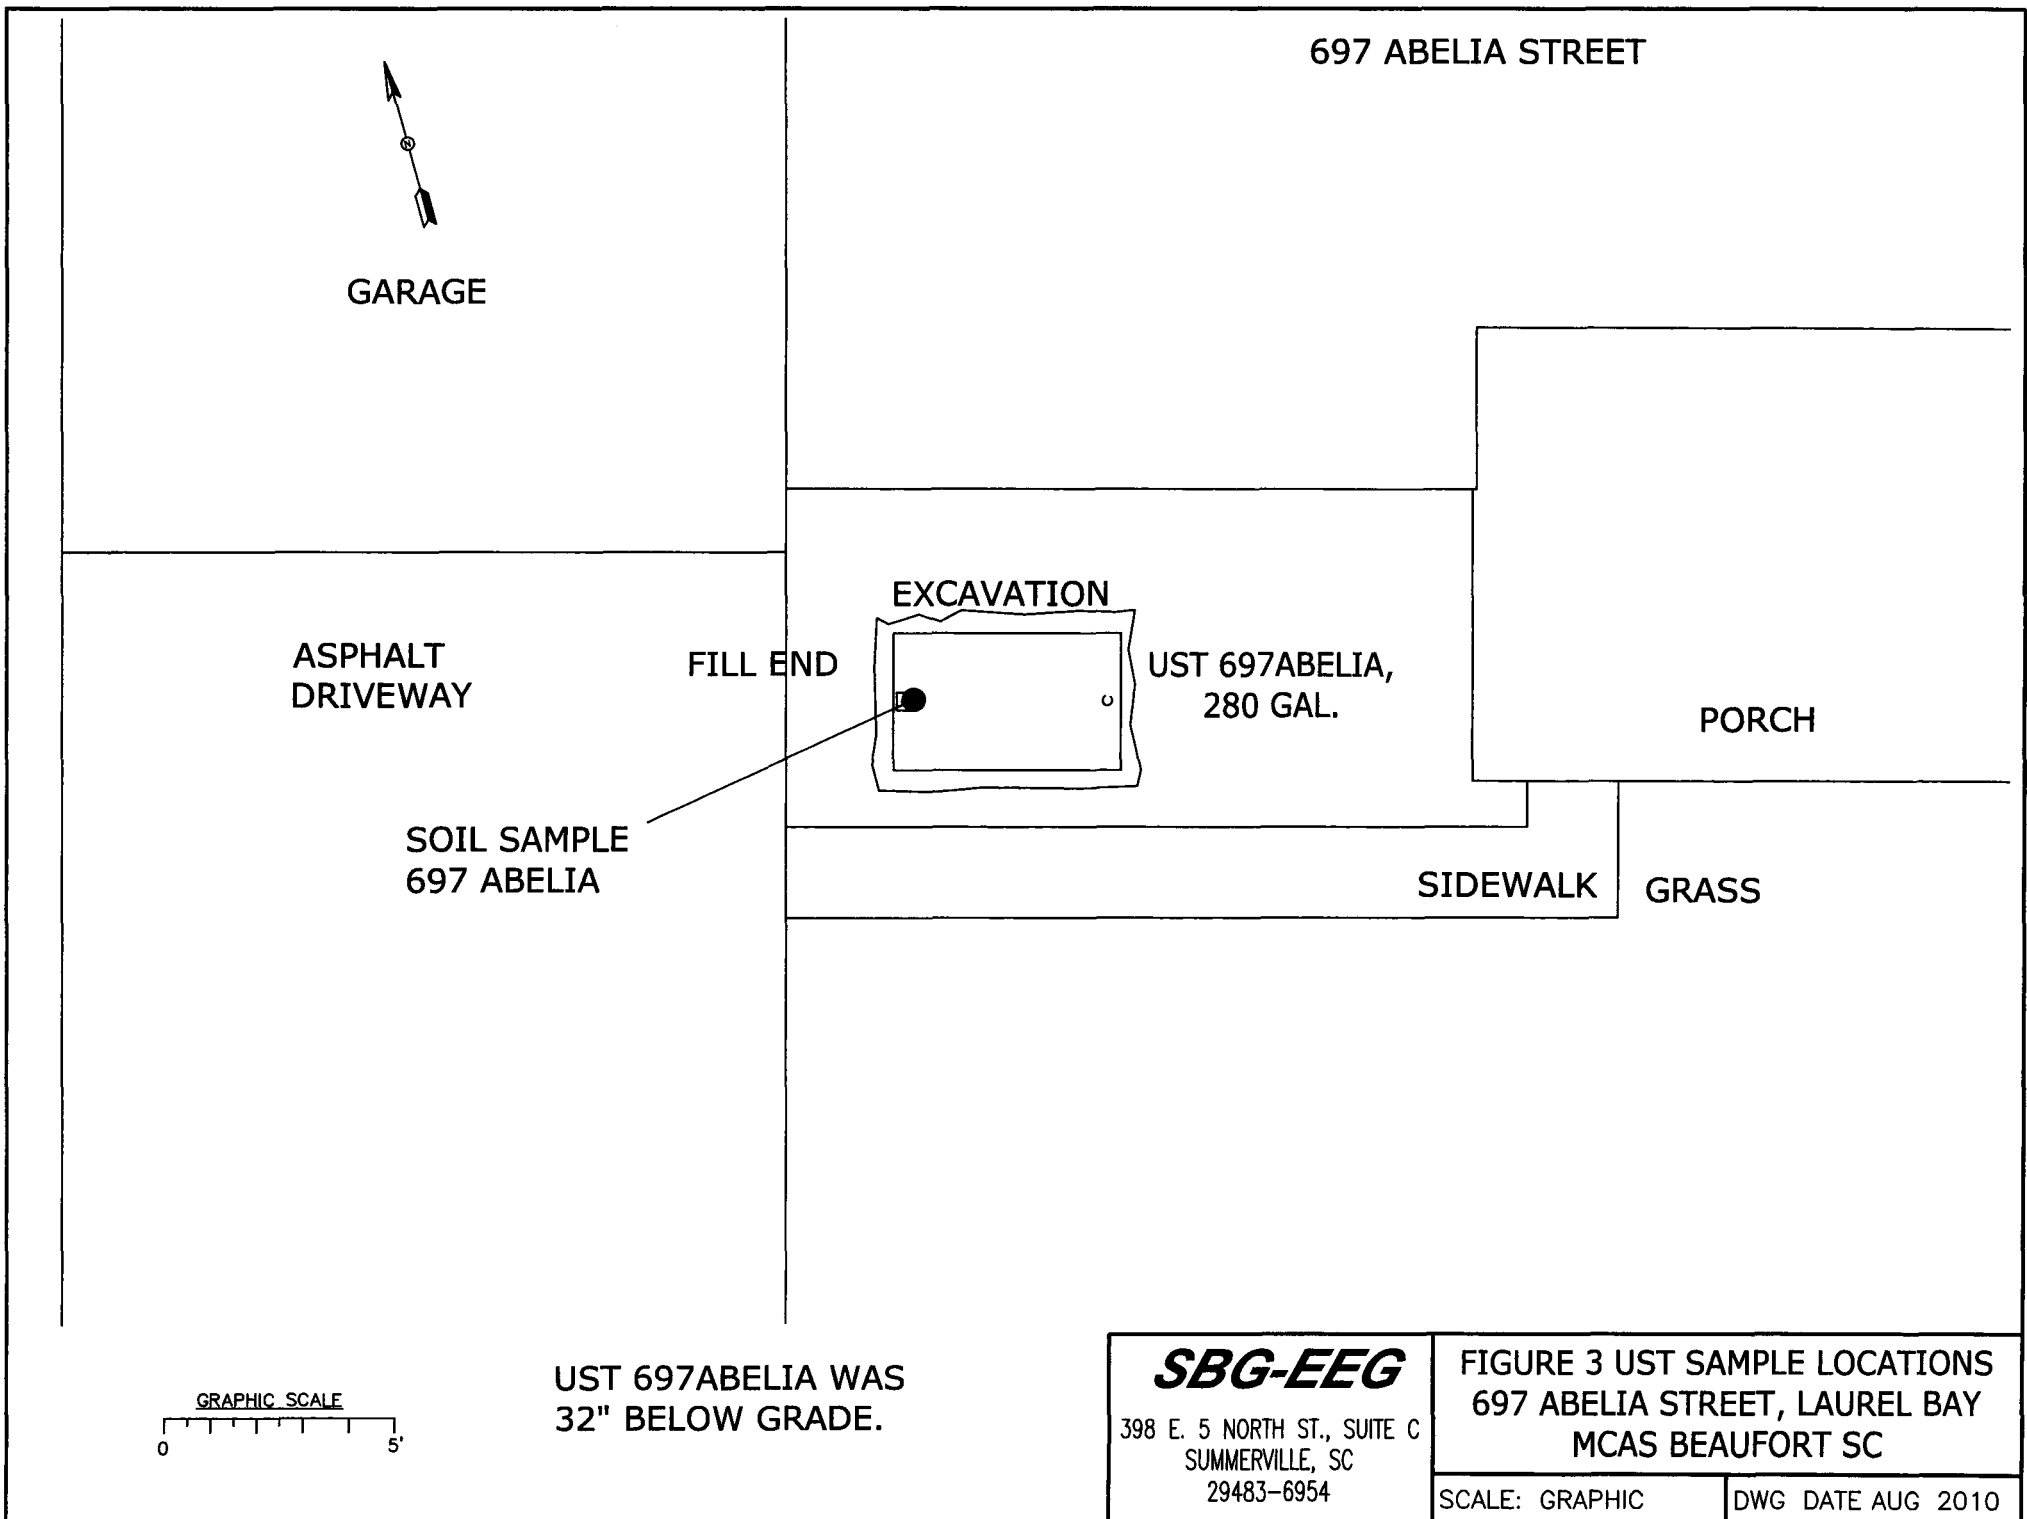 697 ABELIA STREET
N
GARAGE
EXCAVATION
ASPHALT
DRIVEWAY
FILL END
UST 697ABELIA,
280 GAL.
C
PORCH
SOIL SAMPLE
697 ABELIA
SIDEWALK
GRASS
GRAPHIC SCALE
0
5'
UST 697ABELIA WAS
32" BELOW GRADE.
SBG-EEG
398 E. 5 NORTH ST., SUITE C
SUMMERVILLE, SC
29483-6954
FIGURE 3 UST SAMPLE LOCATIONS
697 ABELIA STREET, LAUREL BAY
MCAS BEAUFORT SC
SCALE: GRAPHIC
DWG DATE AUG 2010